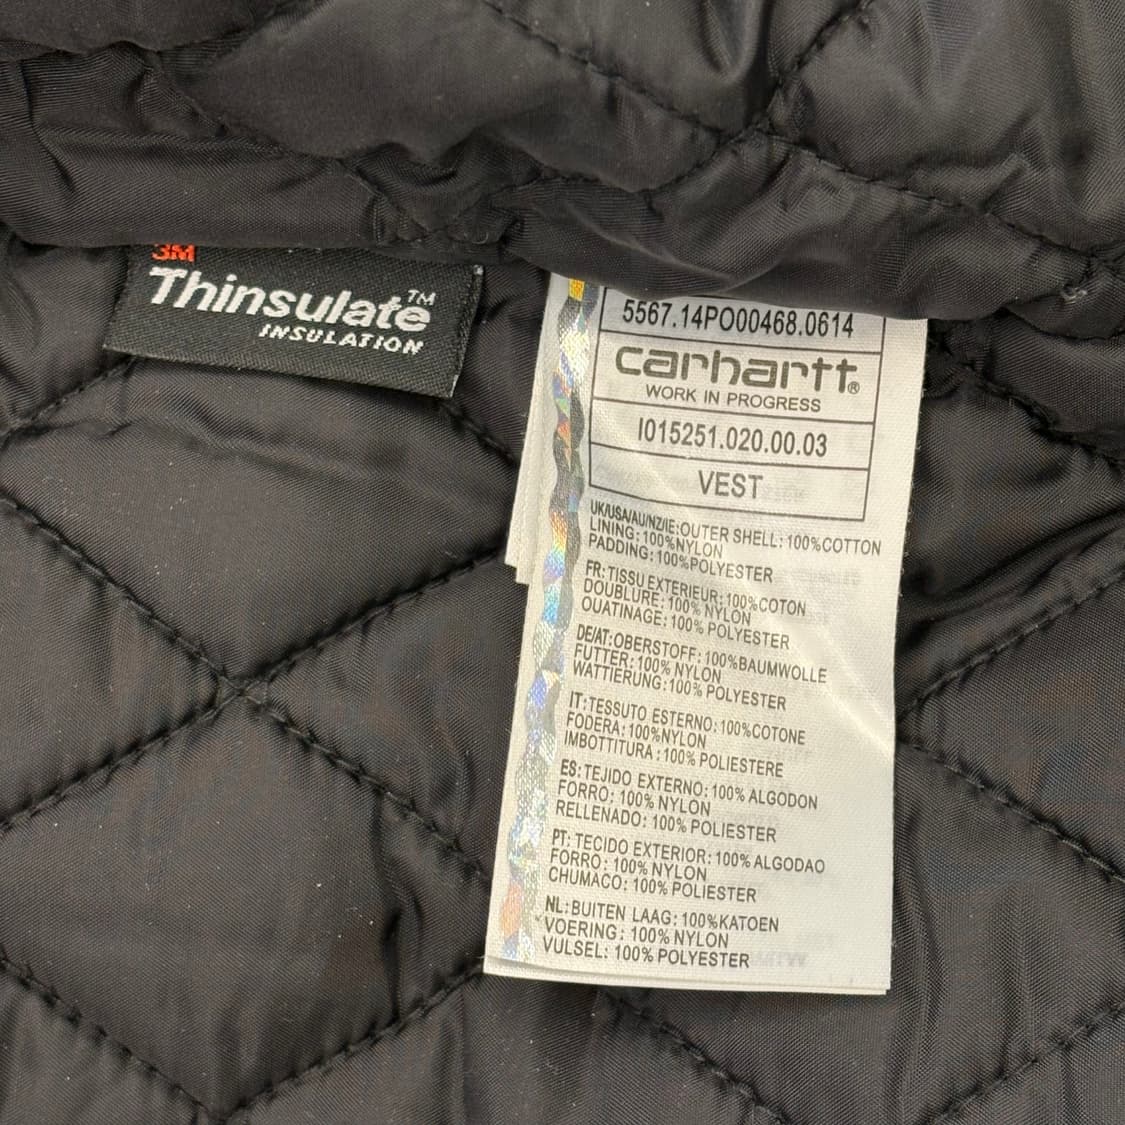 3M
Thinsulate™
INSULATION
5567.14PO00468.0614
carhartt®
WORK IN PROGRESS
I015251.020.00.03
VEST
UK/USA/AU/NZ/IE:OUTER SHELL:100%COTTON
LINING:100%NYLON
PADDING:100%POLYESTER
FR:TISSU EXTERIEUR:100%COTON
DOUBLURE:100% NYLON
OUATINAGE:100% POLYESTER
DE/AT:OBERSTOFF:100%BAUMWOLLE
FUTTER:100% NYLON
WATTIERUNG:100% POLYESTER
IT:TESSUTO ESTERNO:100%COTONE
FODERA:100%NYLON
IMBOTTITURA:100% POLIESTERE
ES:TEJIDO EXTERNO:100% ALGODON
FORRO:100% NYLON
RELLENADO:100% POLIESTER
PT:TECIDO EXTERIOR:100% ALGODAO
FORRO:100% NYLON
CHUMACO:100% POLIESTER
NL:BUITEN LAAG:100%KATOEN
VOERING:100% NYLON
VULSEL:100% POLYESTER